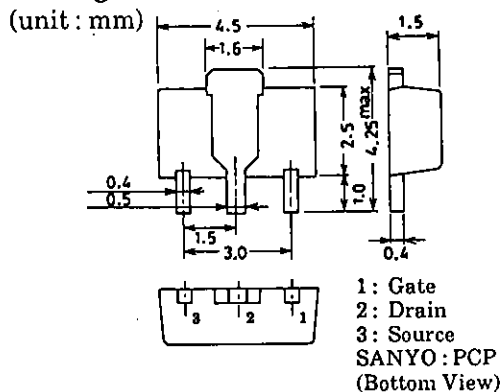 (unit : mm)
4.5
1.6
1.5
2.5
4.25max
1.0
0.4
0.5
1.5
3.0
0.4
3
2
1
1 : Gate
2 : Drain
3 : Source
SANYO : PCP
(Bottom View)